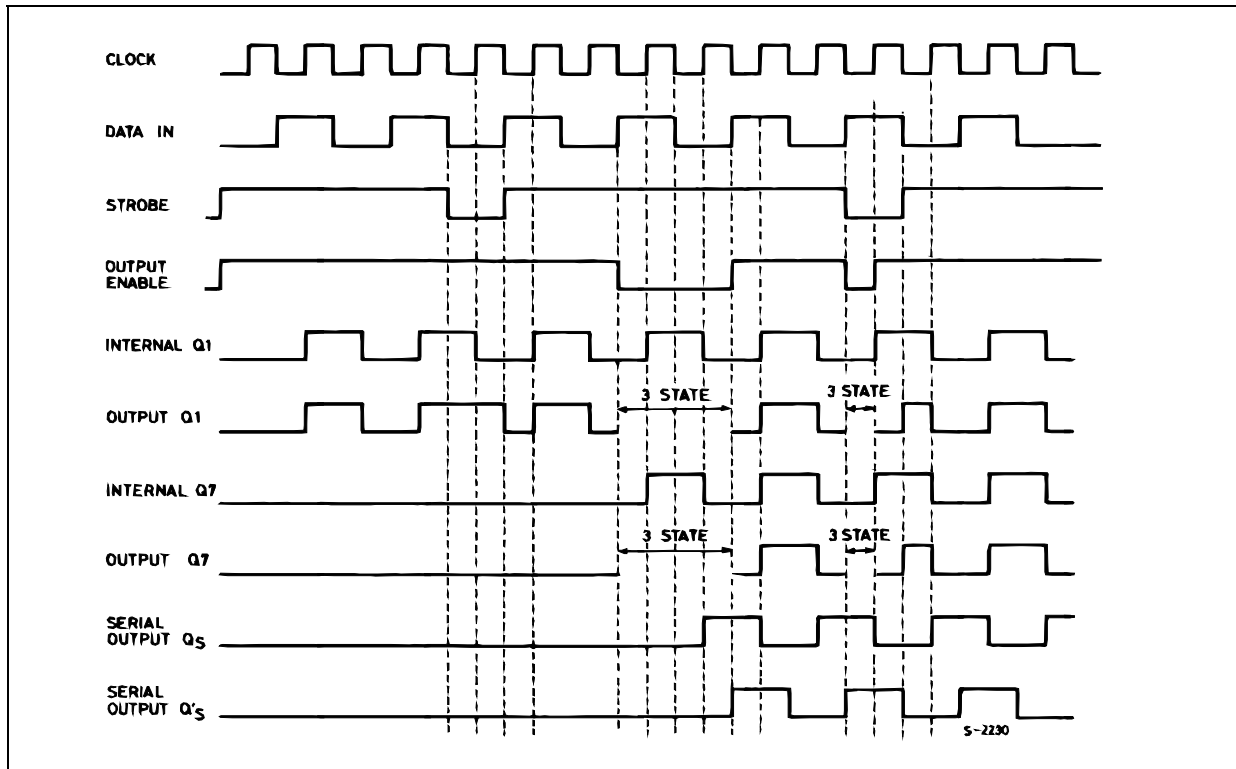 CLOCK
DATA IN
STROBE
OUTPUT
ENABLE
INTERNAL Q1
3 STATE
3 STATE
OUTPUT Q1
INTERNAL Q7
3 STATE
3 STATE
OUTPUT Q7
SERIAL
OUTPUT QS
SERIAL
OUTPUT Q'S
S-2230